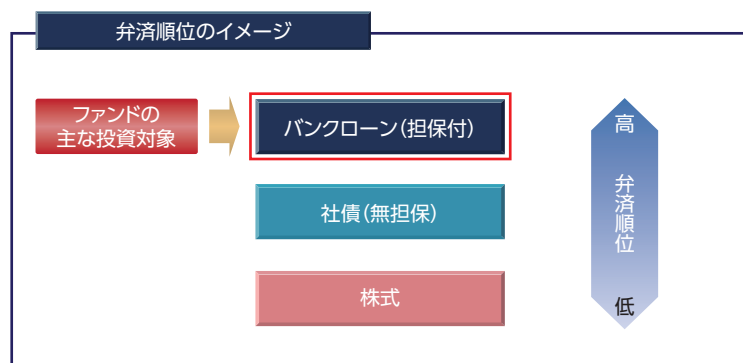 弁済順位のイメージ
ファンドの
主な投資対象
バンクローン(担保付)
社債(無担保)
株式
高
弁済順位
低